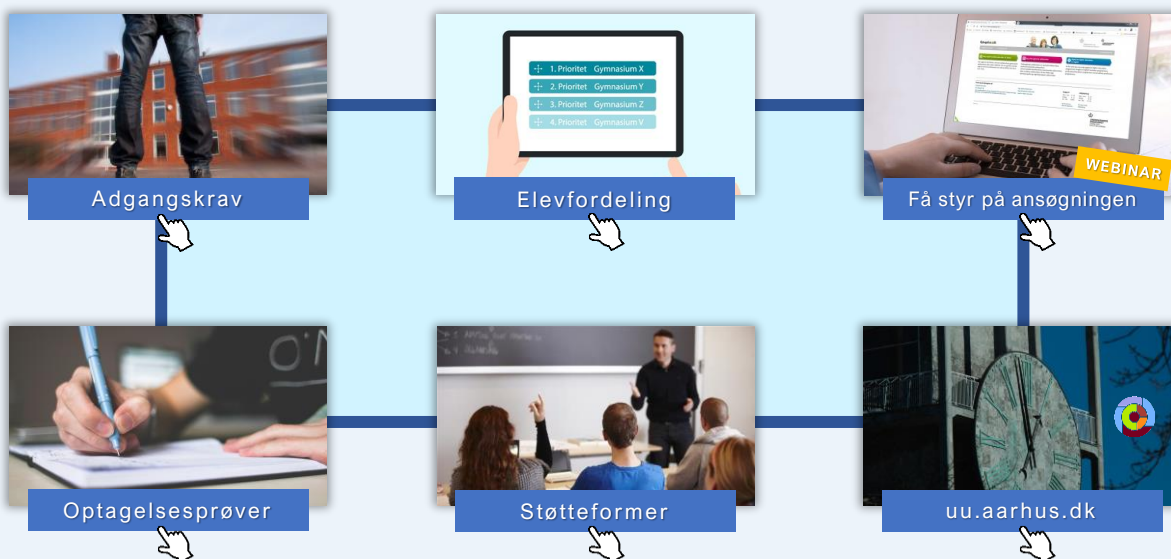 1. Prioritet Gymnasium X
2. Prioritet Gymnasium Y
3. Prioritet Gymnasium Z
4. Prioritet Gymnasium V
WEBINAR
Adgangskrav
Elevfordeling
Få styr på ansøgningen
Optagelsesprøver
Støtteformer
uu.aarhus.dk